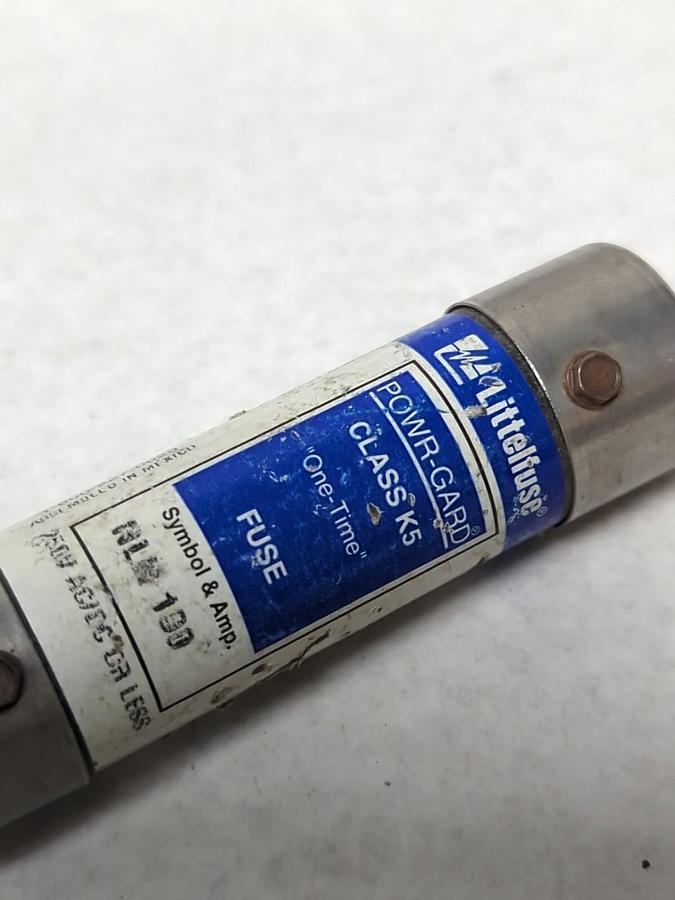 Littelfuse®
POWR-GARD®
CLASS K5
"One-Time"
FUSE
Symbol & Amp.
NLN 100
250V AC/DC OR LESS
ASSEMBLED IN MEXICO